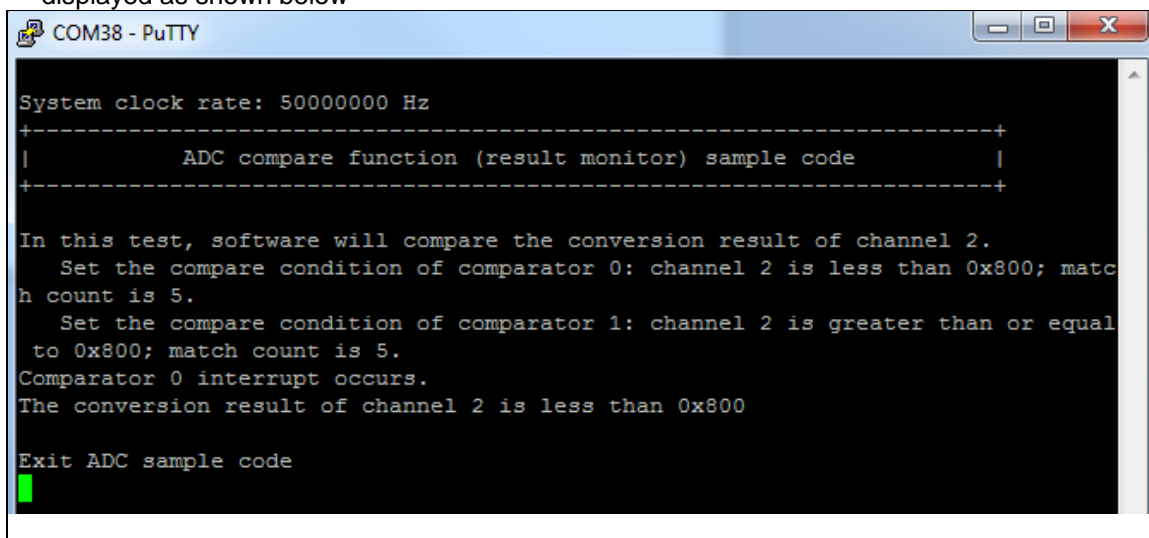 displayed as shown below
COM38 - PuTTY
System clock rate: 50000000 Hz
+----------------------------------------------------------------------+
|           ADC compare function (result monitor) sample code           |
+----------------------------------------------------------------------+
In this test, software will compare the conversion result of channel 2.
   Set the compare condition of comparator 0: channel 2 is less than 0x800; matc
h count is 5.
   Set the compare condition of comparator 1: channel 2 is greater than or equal
 to 0x800; match count is 5.
Comparator 0 interrupt occurs.
The conversion result of channel 2 is less than 0x800
Exit ADC sample code